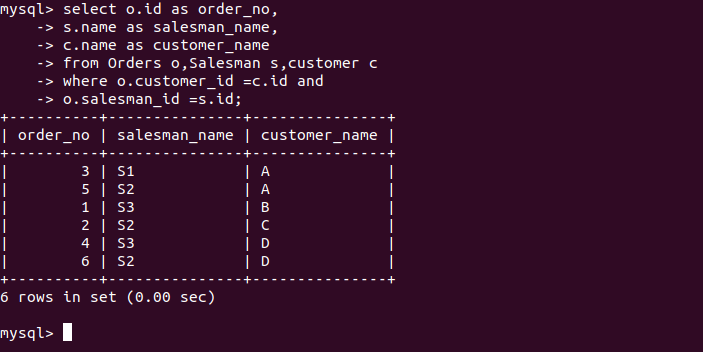 mysql> select o.id as order_no,
    -> s.name as salesman_name,
    -> c.name as customer_name
    -> from Orders o,Salesman s,customer c
    -> where o.customer_id =c.id and
    -> o.salesman_id =s.id;
+----------+---------------+---------------+
| order_no | salesman_name | customer_name |
+----------+---------------+---------------+
|        3 | S1            | A             |
|        5 | S2            | A             |
|        1 | S3            | B             |
|        2 | S2            | C             |
|        4 | S3            | D             |
|        6 | S2            | D             |
+----------+---------------+---------------+
6 rows in set (0.00 sec)
mysql>